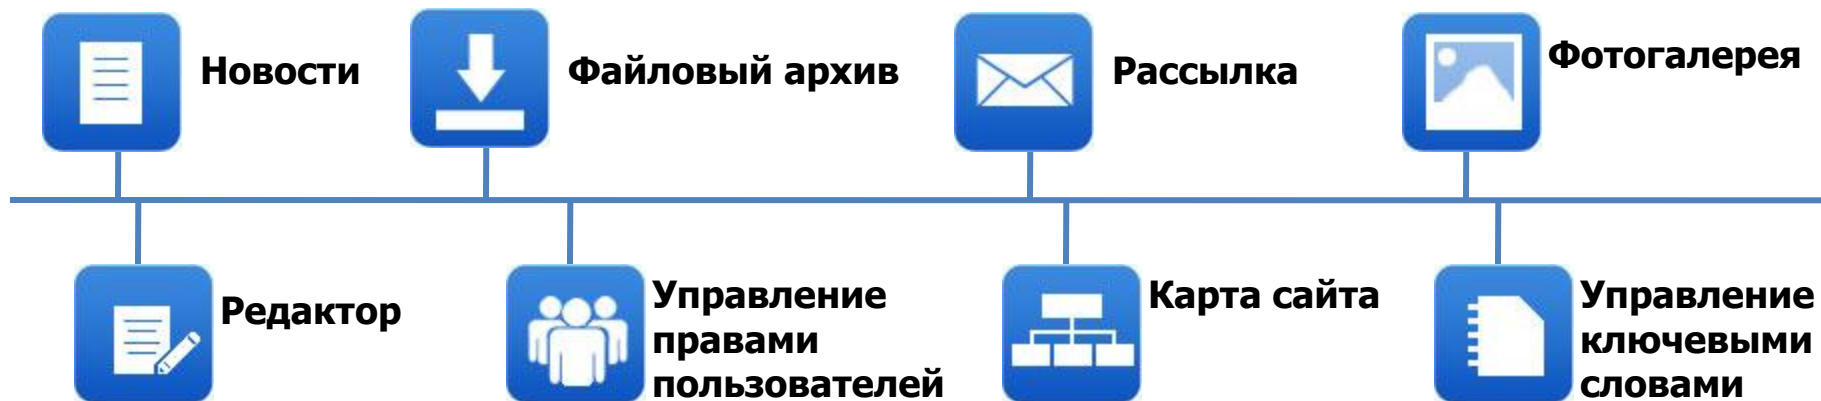 Новости
Файловый архив
Рассылка
Фотогалерея
Редактор
Управление
правами
пользователей
Карта сайта
Управление
ключевыми
словами